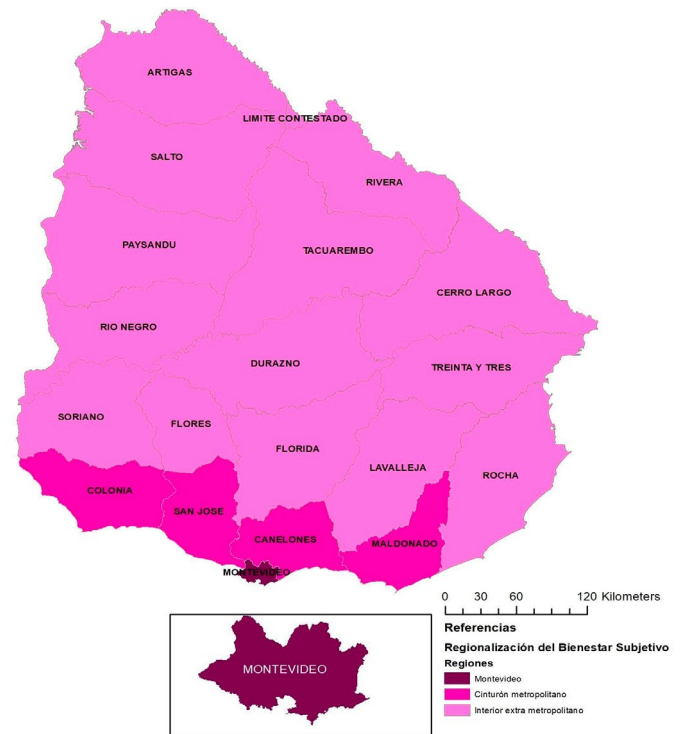 ARTIGAS
LIMITE CONTESTADO
SALTO
RIVERA
PAYSANDU
TACUAREMBO
CERRO LARGO
RIO NEGRO
DURAZNO
TREINTA Y TRES
SORIANO
FLORES
FLORIDA
LAVALLEJA
ROCHA
COLONIA
SAN JOSE
CANELONES
MALDONADO
MONTEVIDEO
0 30 60 120 Kilometers
Referencias
Regionalización del Bienestar Subjetivo
Regiones
Montevideo
Cinturón metropolitano
Interior extra metropolitano
MONTEVIDEO